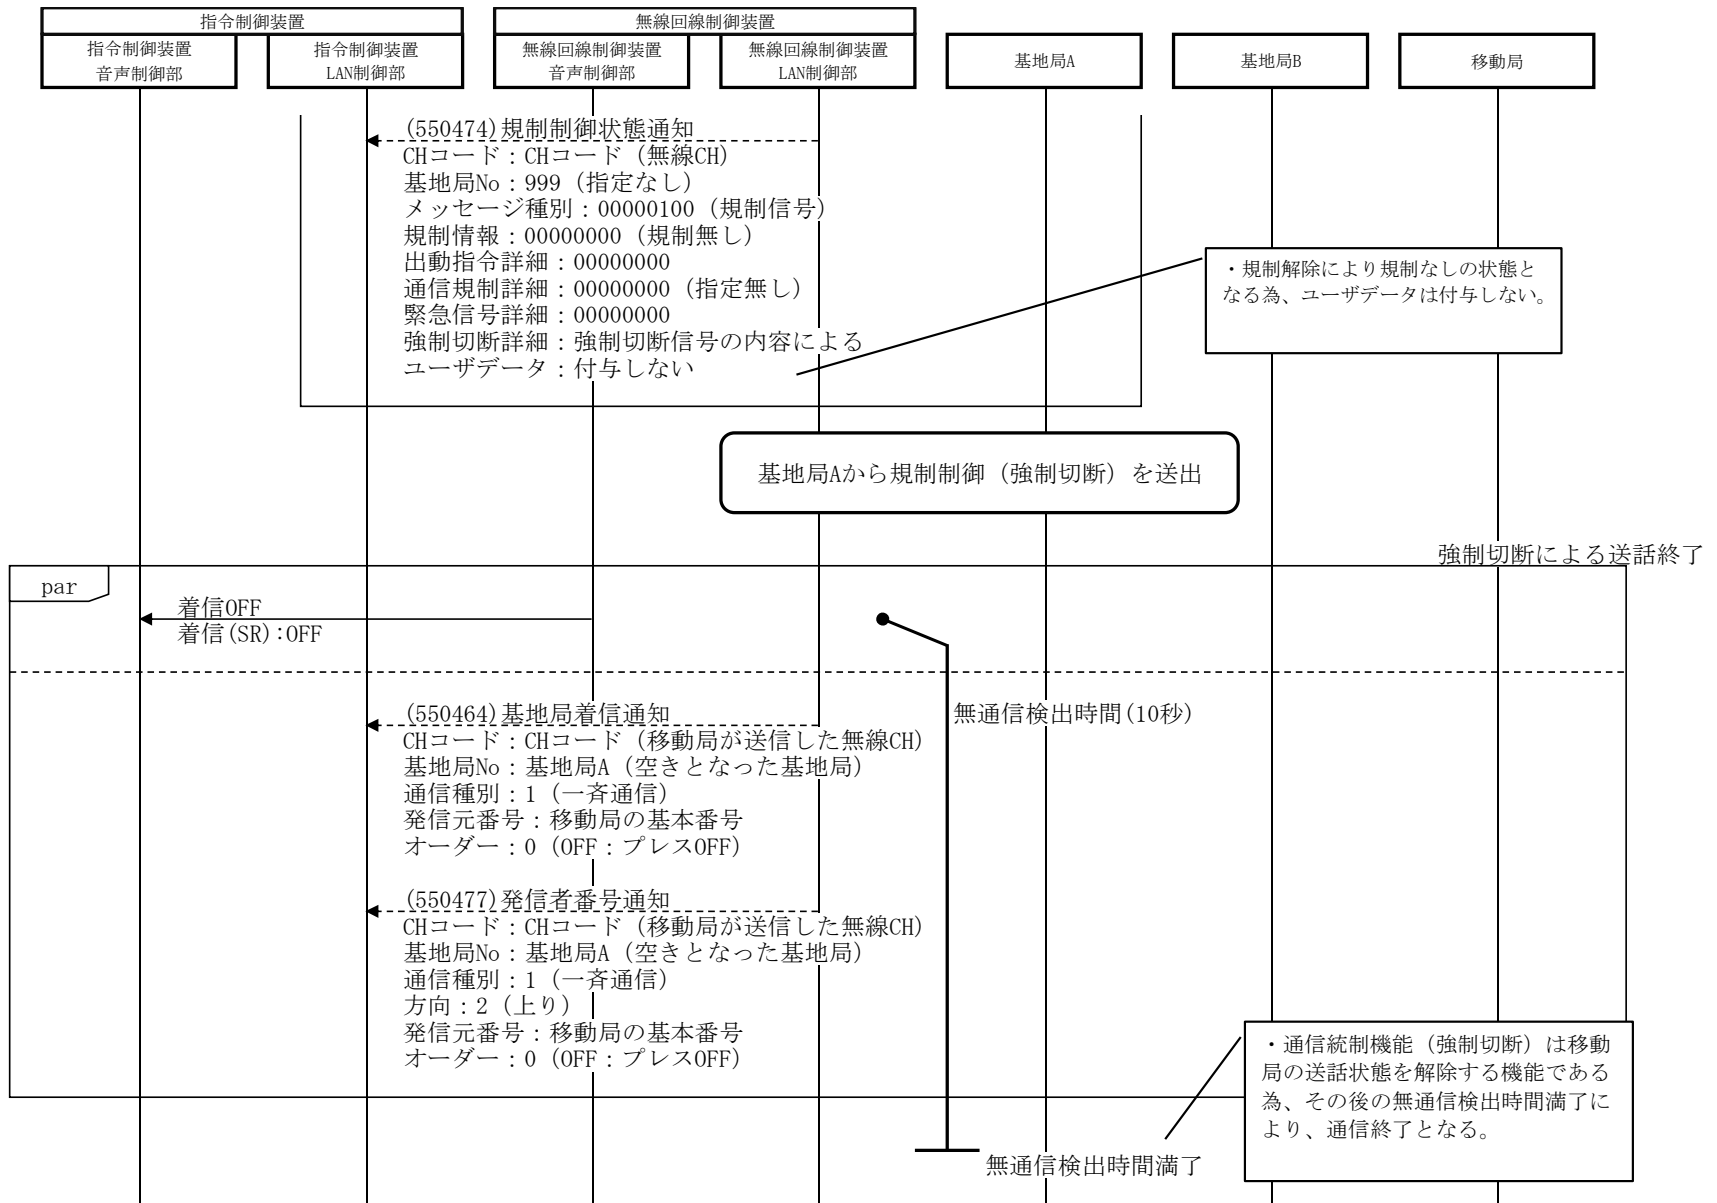 指令制御装置
無線回線制御装置
指令制御装置
音声制御部
指令制御装置
LAN制御部
無線回線制御装置
音声制御部
無線回線制御装置
LAN制御部
基地局A
基地局B
移動局
(550474)規制制御状態通知
CHコード：CHコード（無線CH）
基地局No：999（指定なし）
メッセージ種別：00000100（規制信号）
規制情報：00000000（規制無し）
出動指令詳細：00000000
通信規制詳細：00000000（指定無し）
緊急信号詳細：00000000
強制切断詳細：強制切断信号の内容による
ユーザデータ：付与しない
・規制解除により規制なしの状態と
なる為、ユーザデータは付与しない。
基地局Aから規制制御（強制切断）を送出
強制切断による送話終了
par
着信OFF
着信(SR):OFF
無通信検出時間(10秒)
(550464)基地局着信通知
CHコード：CHコード（移動局が送信した無線CH）
基地局No：基地局A（空きとなった基地局）
通信種別：1（一斉通信）
発信元番号：移動局の基本番号
オーダー：0（OFF：プレスOFF）
(550477)発信者番号通知
CHコード：CHコード（移動局が送信した無線CH）
基地局No：基地局A（空きとなった基地局）
通信種別：1（一斉通信）
方向：2（上り）
発信元番号：移動局の基本番号
オーダー：0（OFF：プレスOFF）
・通信統制機能（強制切断）は移動
局の送話状態を解除する機能である
為、その後の無通信検出時間満了に
より、通信終了となる。
無通信検出時間満了